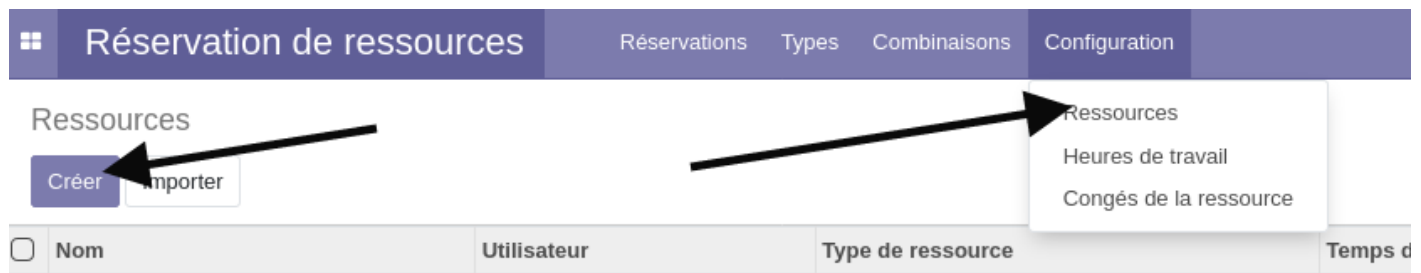 Réservation de ressources Réservations Types Combinaisons Configuration
Ressources
Ressources
Créer Importer
Heures de travail
Congés de la ressource
Nom Utilisateur Type de ressource Temps